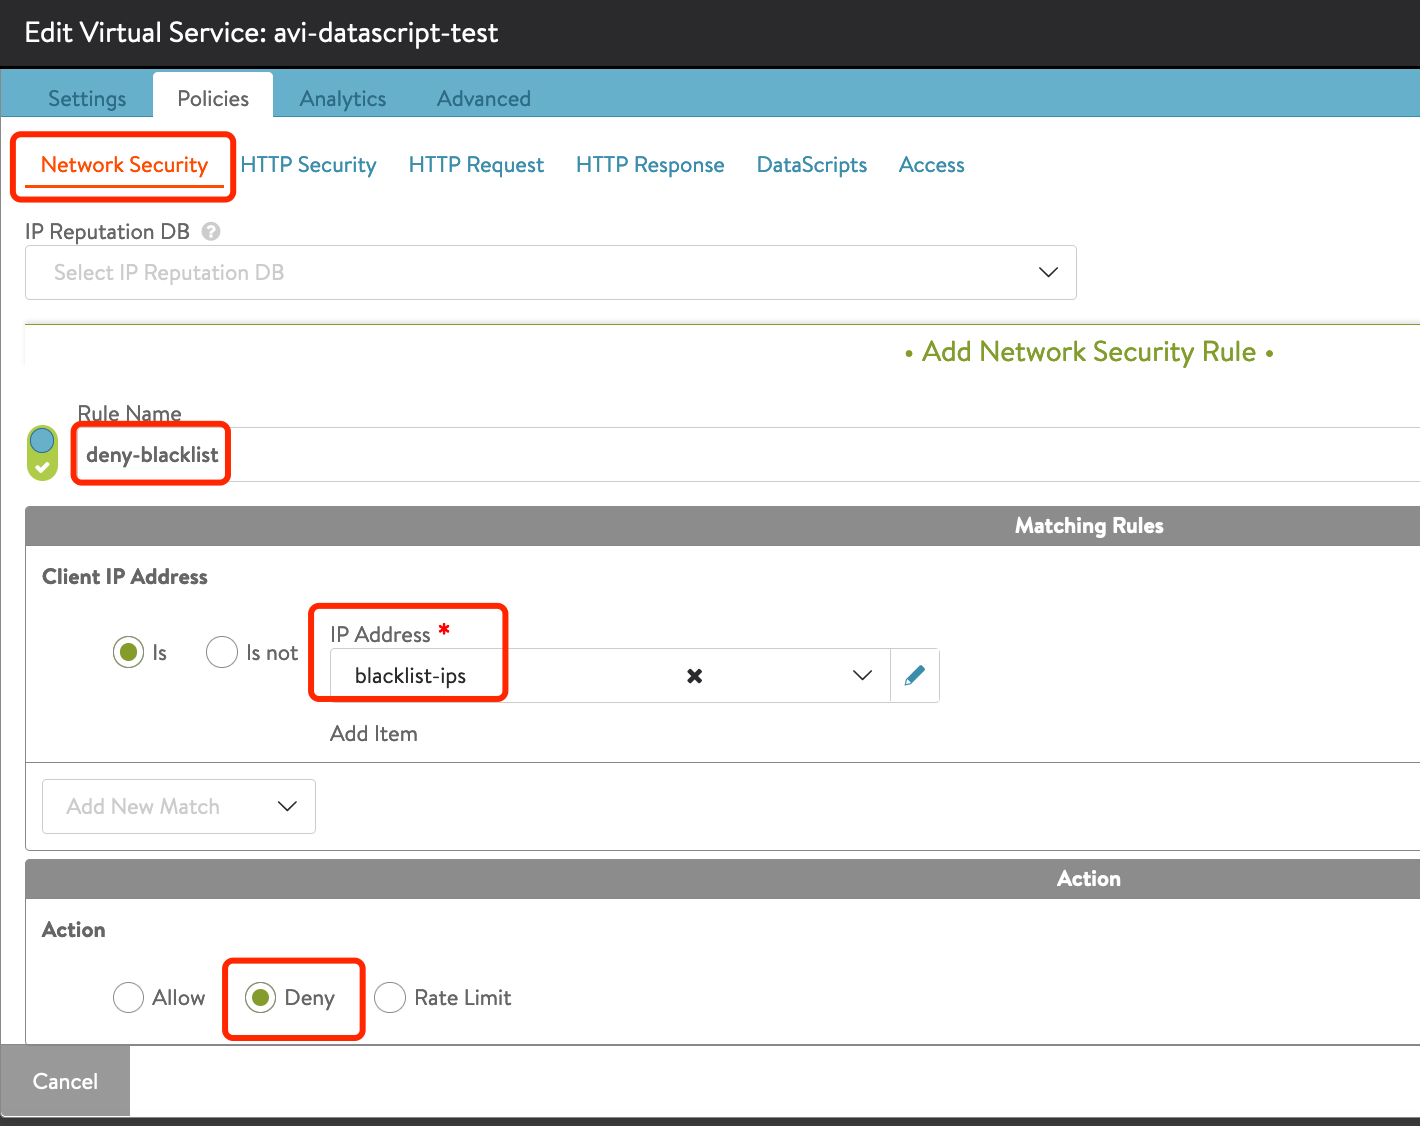 Edit Virtual Service: avi-datascript-test
Settings Policies Analytics Advanced
Network Security HTTP Security HTTP Request HTTP Response DataScripts Access
IP Reputation DB ?
Select IP Reputation DB
• Add Network Security Rule •
Rule Name
deny-blacklist
Matching Rules
Client IP Address
IP Address *
Is Is not
blacklist-ips
Add Item
Add New Match
Action
Action
Allow Deny Rate Limit
Cancel